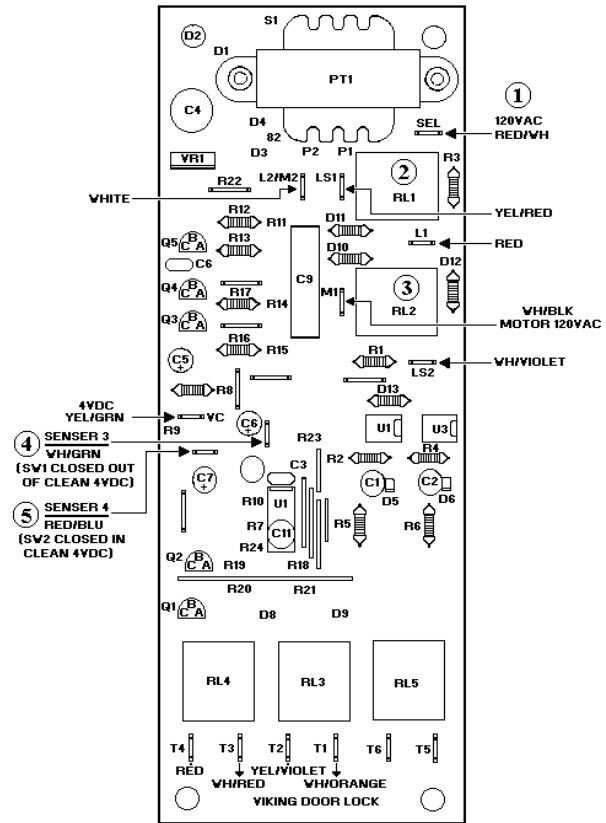 S1
D2
D1
PT1
1
C4
D4
SEL
120VAC
RED/WH
82
D3
P2
P1
VR1
2
R3
R22
L2/M2
LS1
RL1
WHITE
YEL/RED
R12
R11
D11
Q5
B
C A
R13
L1
RED
D10
C6
C9
D12
Q4
B
C A
3
R17
R14
M1
RL2
WH/BLK
MOTOR 120VAC
Q3
B
C A
R16
R15
R1
C5
+
WH/VIOLET
LS2
R8
D13
4VDC
YEL/GRN
VC
R9
C6
+
U1
U3
4
SENSER 3
WH/GRN
(SW1 CLOSED OUT
OF CLEAN 4VDC)
R23
R2
R4
5
SENSER 4
RED/BLU
(SW2 CLOSED IN
CLEAN 4VDC)
C7
+
C3
C1
+
D5
C2
+
D6
R10
U1
R7
C11
R5
R6
R24
Q2
B
C A
R19
R18
R20
R21
Q1
B
C A
D8
D9
RL4
RL3
RL5
T4
T3
T2
T1
T6
T5
RED
YEL/VIOLET
WH/RED
WH/ORANGE
VIKING DOOR LOCK